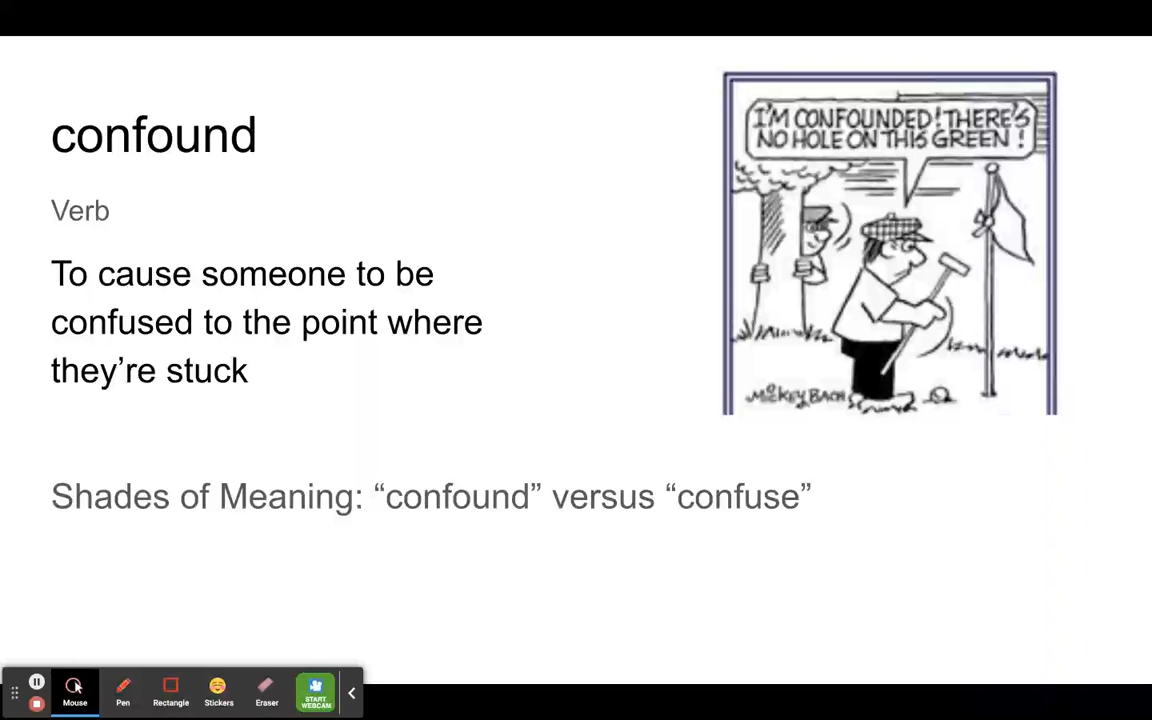 confound
Verb
To cause someone to be
confused to the point where
they’re stuck
I'M CONFOUNDED! THERE'S
NO HOLE ON THIS GREEN!
MICKEY BACH
Shades of Meaning: “confound” versus “confuse”
Mouse
Pen
Rectangle
Stickers
Eraser
START
WEBCAM